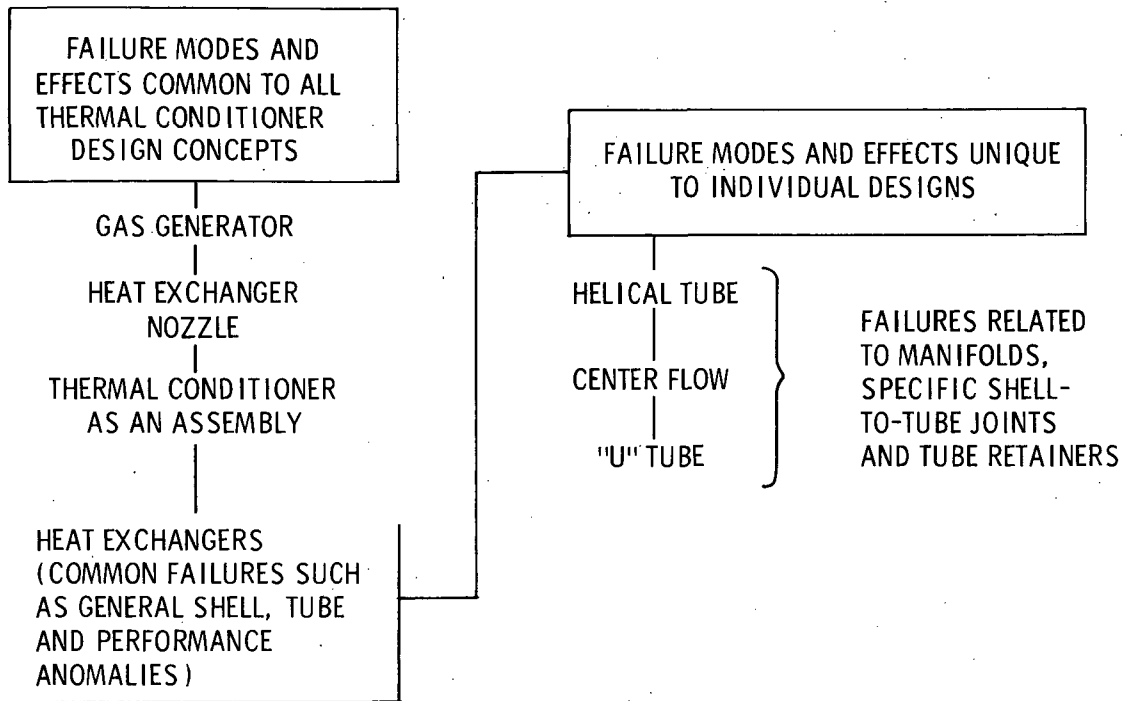 FAILURE MODES AND
EFFECTS COMMON TO ALL
THERMAL CONDITIONER
DESIGN CONCEPTS
GAS GENERATOR
HEAT EXCHANGER
NOZZLE
THERMAL CONDITIONER
AS AN ASSEMBLY
HEAT EXCHANGERS
(COMMON FAILURES SUCH
AS GENERAL SHELL, TUBE
AND PERFORMANCE
ANOMALIES)
FAILURE MODES AND EFFECTS UNIQUE
TO INDIVIDUAL DESIGNS
HELICAL TUBE
CENTER FLOW
"U" TUBE
FAILURES RELATED
TO MANIFOLDS,
SPECIFIC SHELL-
TO-TUBE JOINTS
AND TUBE RETAINERS